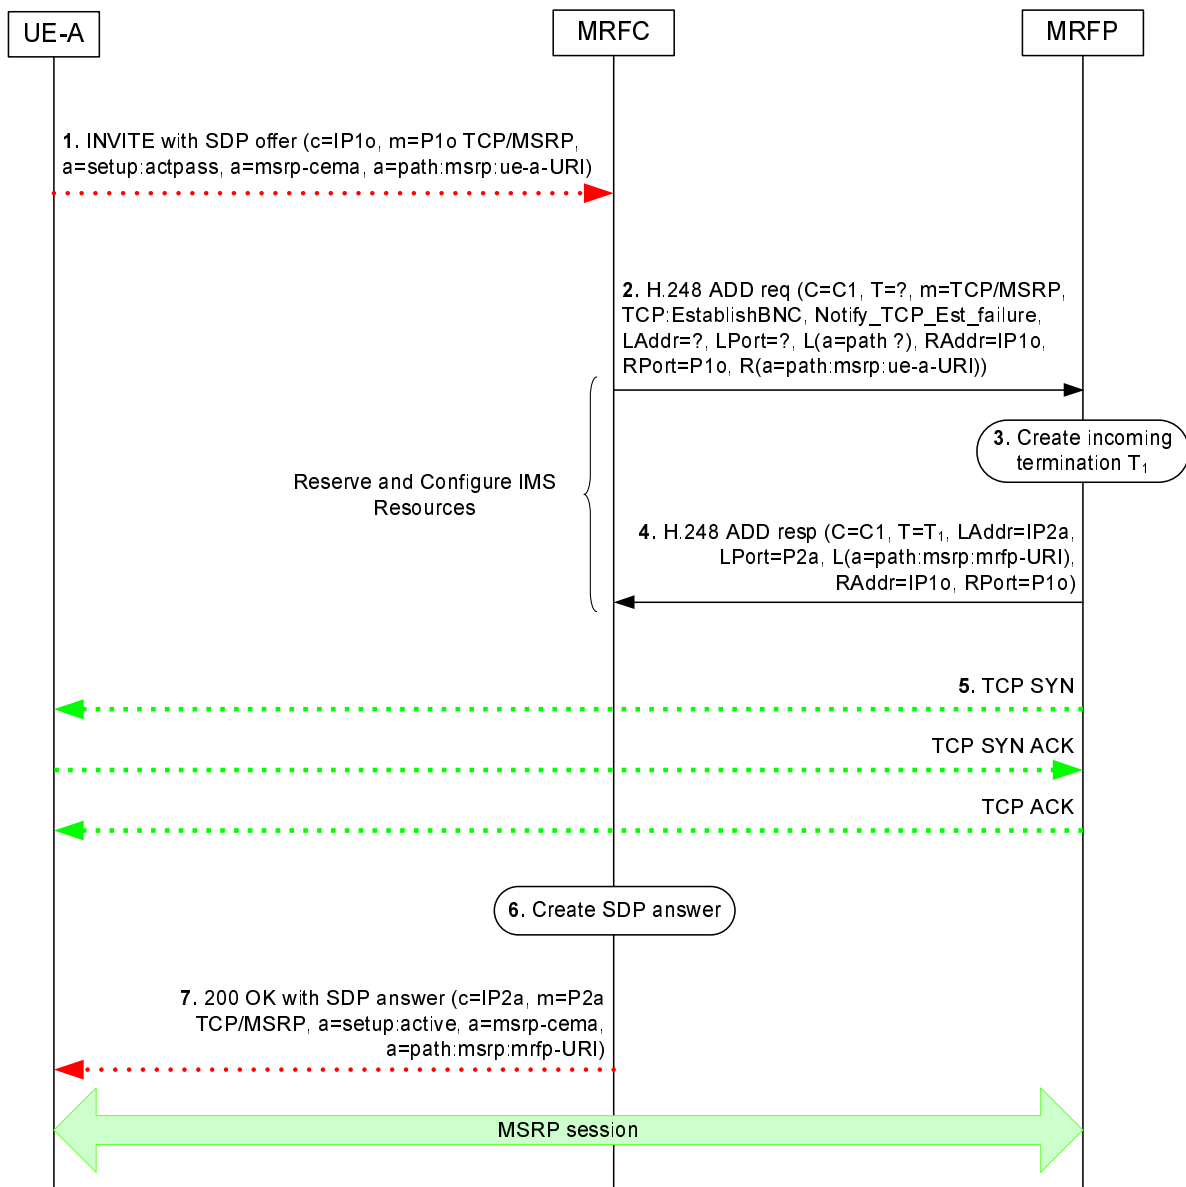 UE-A
MRFC
MRFP
1. INVITE with SDP offer (c=IP1o, m=P1o TCP/MSRP,
a=setup:actpass, a=msrp-cema, a=path:msrp:ue-a-URI)
2. H.248 ADD req (C=C1, T=?, m=TCP/MSRP,
TCP:EstablishBNC, Notify_TCP_Est_failure,
LAddr=?, LPort=?, L(a=path ?), RAddr=IP1o,
RPort=P1o, R(a=path:msrp:ue-a-URI))
3. Create incoming
termination T₁
Reserve and Configure IMS
Resources
4. H.248 ADD resp (C=C1, T=T₁, LAddr=IP2a,
LPort=P2a, L(a=path:msrp:mrfp-URI),
RAddr=IP1o, RPort=P1o)
5. TCP SYN
TCP SYN ACK
TCP ACK
6. Create SDP answer
7. 200 OK with SDP answer (c=IP2a, m=P2a
TCP/MSRP, a=setup:active, a=msrp-cema,
a=path:msrp:mrfp-URI)
MSRP session